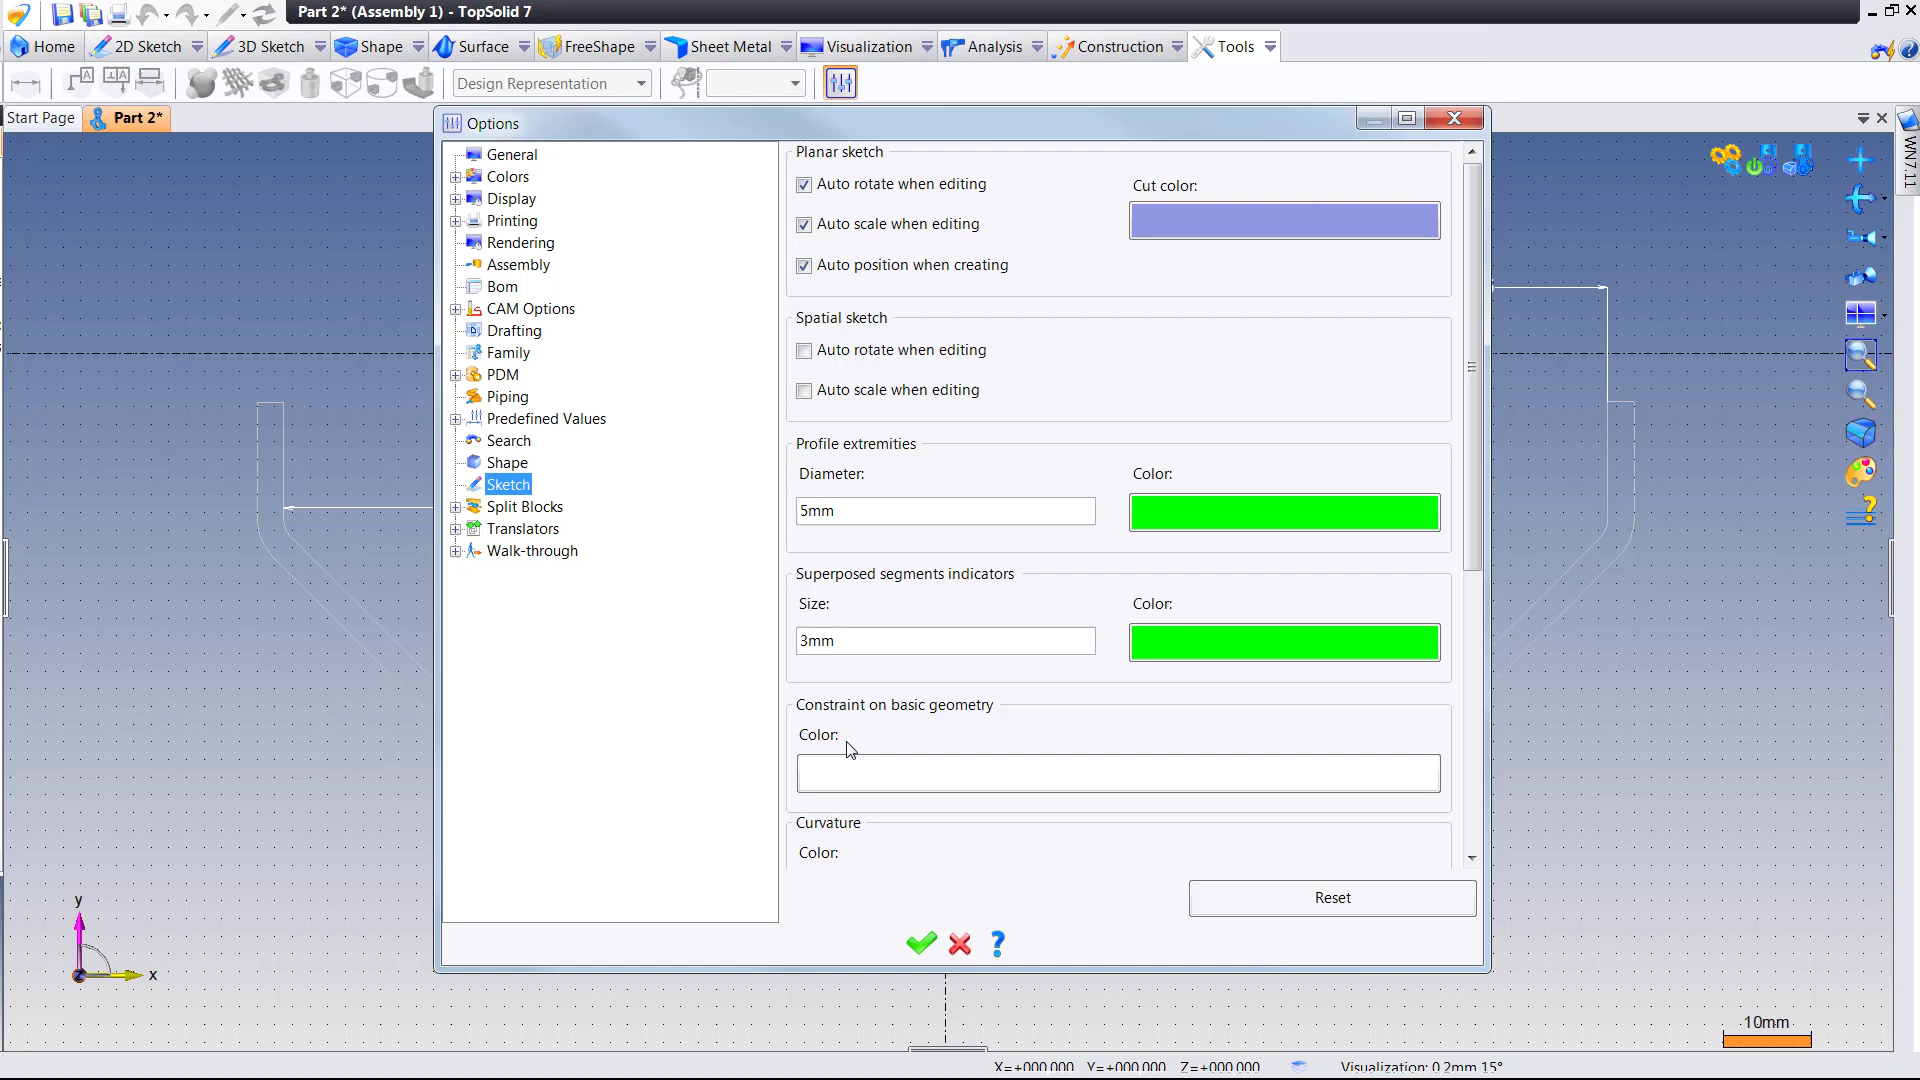 Part 2* (Assembly 1) - TopSolid 7
Home 2D Sketch 3D Sketch Shape Surface FreeShape Sheet Metal Visualization Analysis Construction Tools
A A Design Representation
Start Page Part 2*
WN7.11
Options
General
Colors
Display
Printing
Rendering
Assembly
Bom
CAM Options
Drafting
Family
PDM
Piping
Predefined Values
Search
Shape
Sketch
Split Blocks
Translators
Walk-through
Planar sketch
Auto rotate when editing
Cut color:
Auto scale when editing
Auto position when creating
Spatial sketch
Auto rotate when editing
Auto scale when editing
Profile extremities
Diameter: Color:
5mm
Superposed segments indicators
Size: Color:
3mm
Constraint on basic geometry
Color:
Curvature
Color:
Reset
y
x
10mm
X=+000.000 Y=+000.000 Z=+000.000 Visualization: 0.2mm 15°